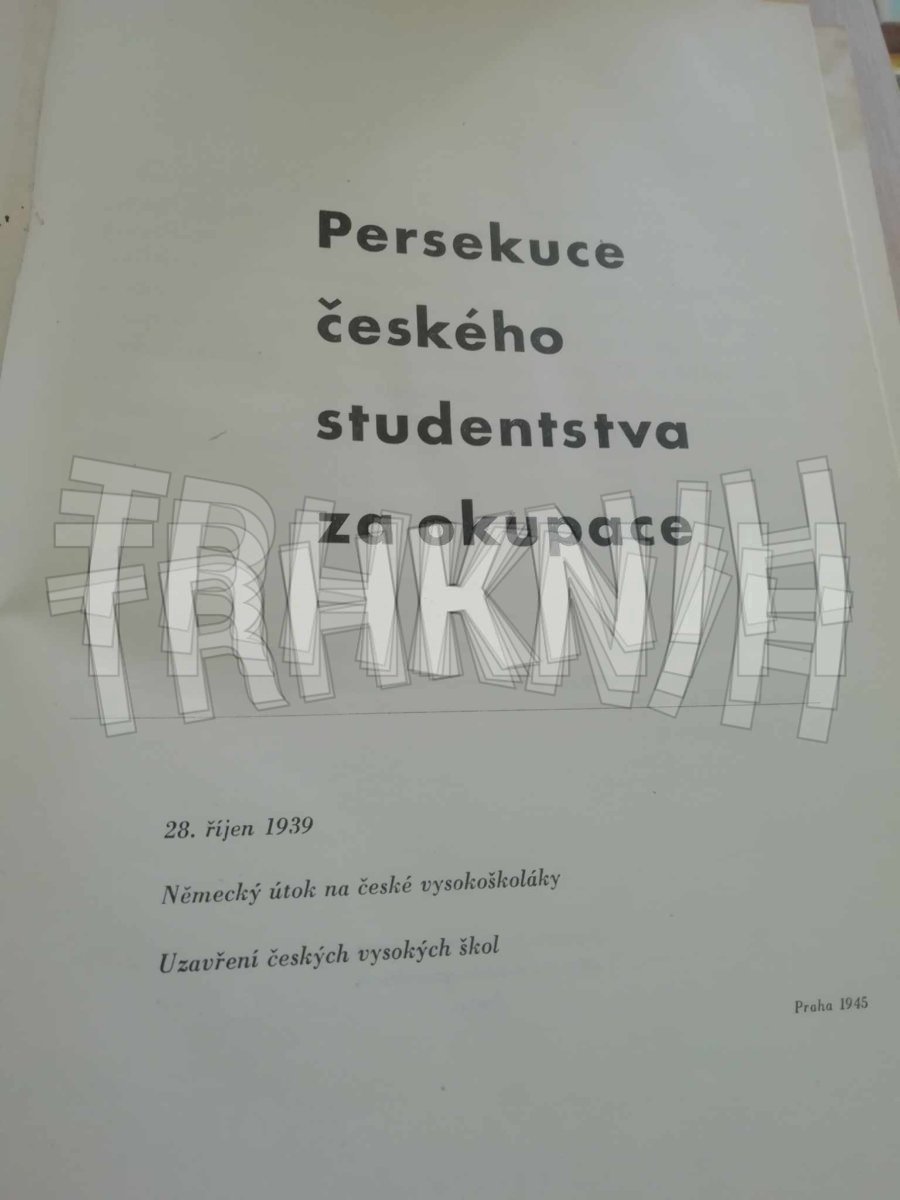 Persekuce
českého
studentstva
za okupace
TRHKNIH
28. říjen 1939
Německý útok na české vysokoškoláky
Uzavření českých vysokých škol
Praha 1945